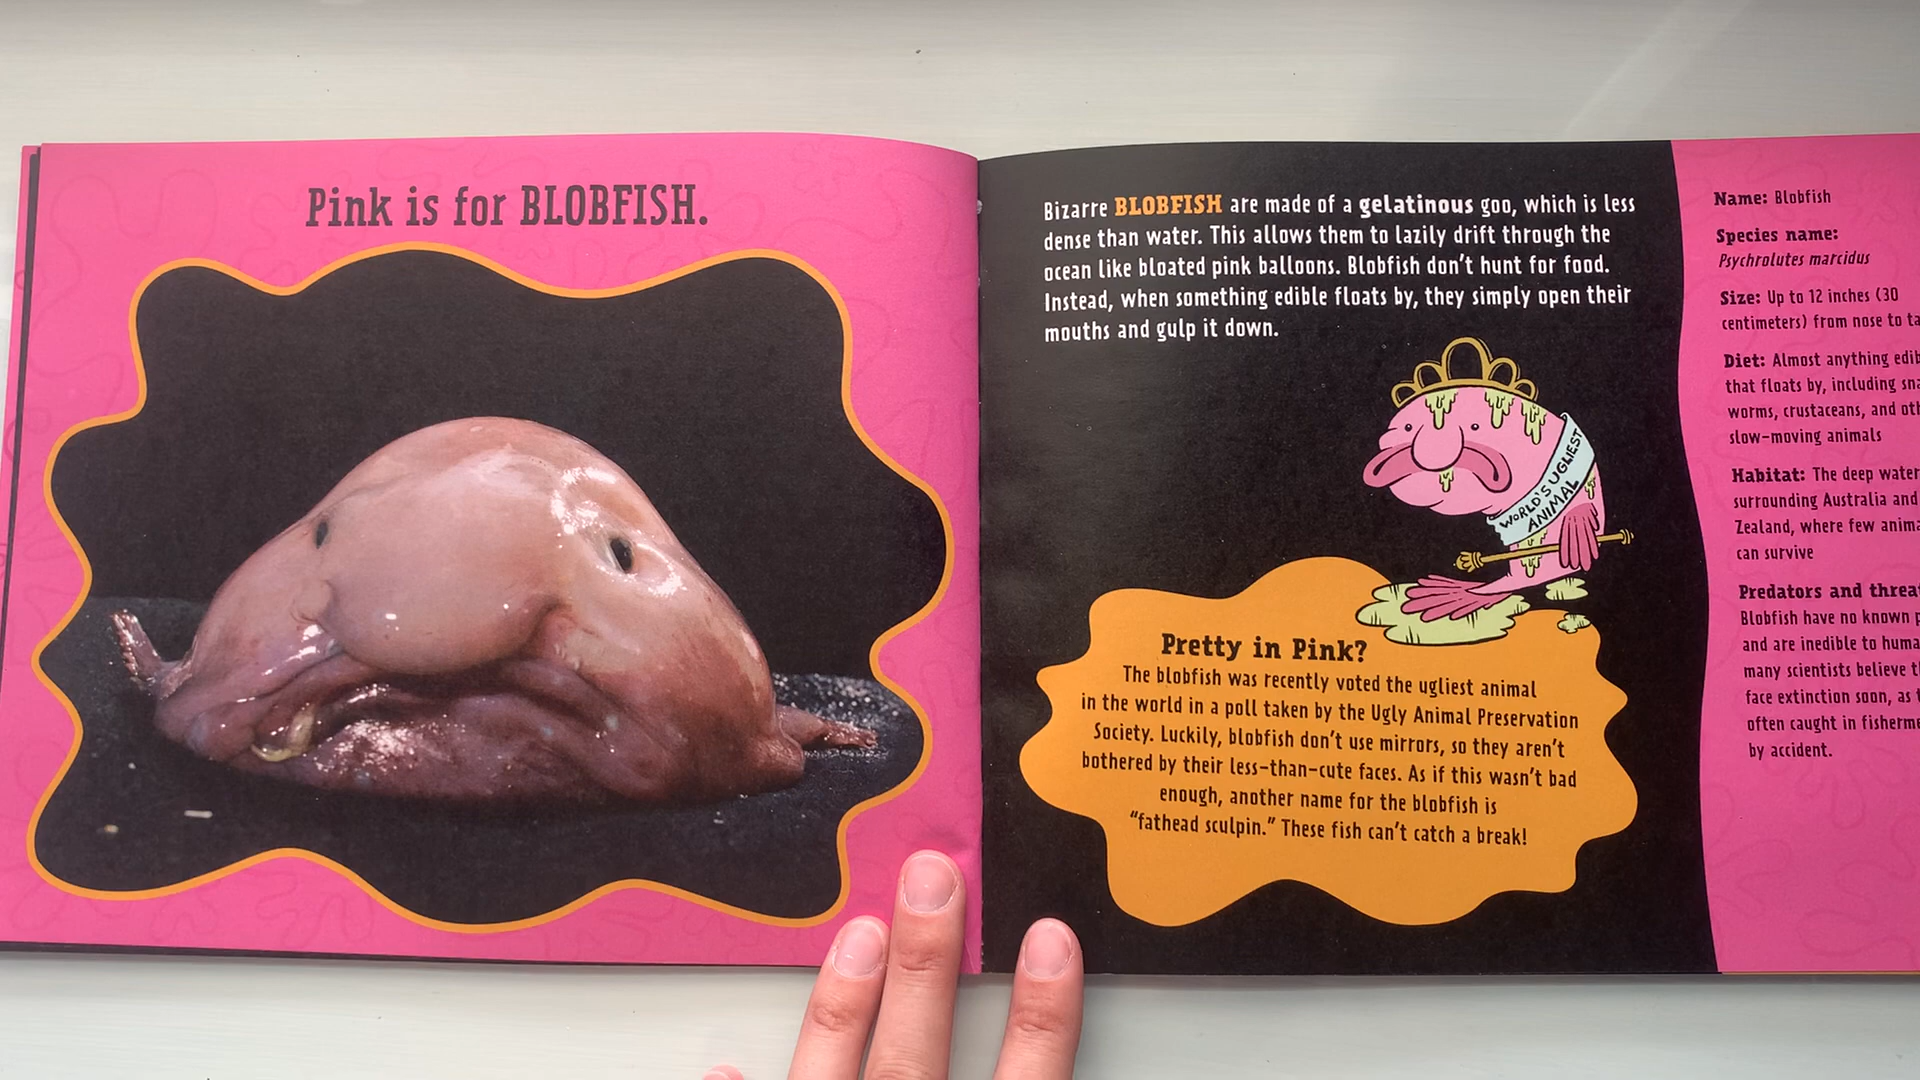 Pink is for BLOBFISH.
Bizarre BLOBFISH are made of a gelatinous goo, which is less
dense than water. This allows them to lazily drift through the
ocean like bloated pink balloons. Blobfish don't hunt for food.
Instead, when something edible floats by, they simply open their
mouths and gulp it down.
WORLD'S UGLIEST
ANIMAL
Pretty in Pink?
The blobfish was recently voted the ugliest animal
in the world in a poll taken by the Ugly Animal Preservation
Society. Luckily, blobfish don't use mirrors, so they aren't
bothered by their less-than-cute faces. As if this wasn't bad
enough, another name for the blobfish is
"fathead sculpin." These fish can't catch a break!
Name: Blobfish
Species name:
Psychrolutes marcidus
Size: Up to 12 inches (30
centimeters) from nose to
Diet: Almost anything
that floats by, including
worms, crustaceans, and
slow-moving animals
Habitat: The deep
surrounding Australia and
Zealand, where few
can survive
Predators and
Blobfish have no known
and are inedible to
many scientists believe
face extinction soon, as
often caught in
by accident.